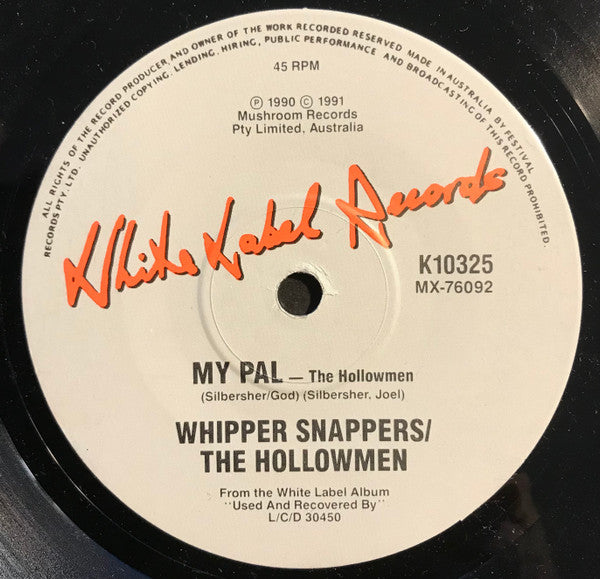 ALL RIGHTS OF THE RECORD PRODUCER AND OWNER OF THE WORK RECORDED RESERVED MADE IN AUSTRALIA BY FESTIVAL
RECORDS PTY. LTD. UNAUTHORIZED COPYING, LENDING, HIRING, PUBLIC PERFORMANCE AND BROADCASTING OF THIS RECORD PROHIBITED.
45 RPM
Ⓟ 1990 © 1991
Mushroom Records
Pty Limited, Australia
White Label Records
K10325
MX-76092
MY PAL – The Hollowmen
(Silbersher/God) (Silbersher, Joel)
WHIPPER SNAPPERS/
THE HOLLOWMEN
From the White Label Album
"Used And Recovered By"
L/C/D 30450